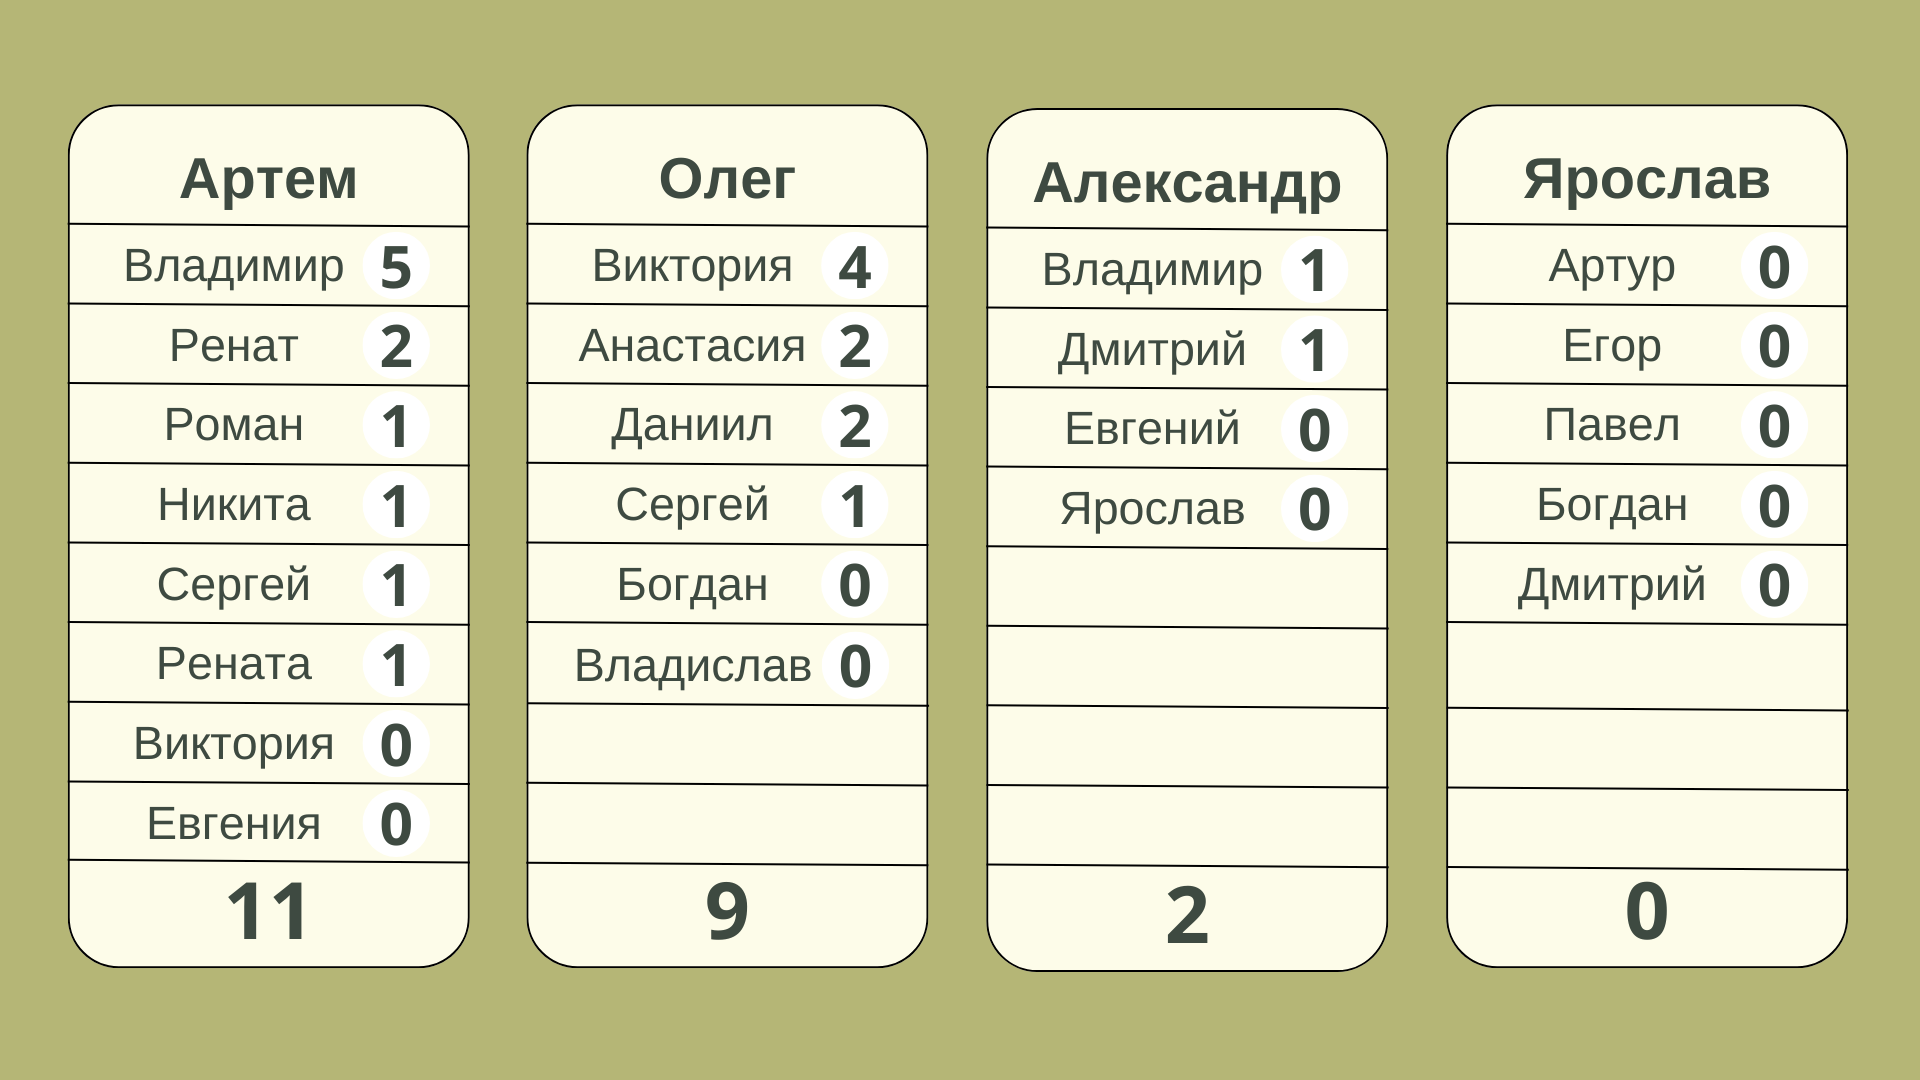 Артем
Владимир 5
Ренат 2
Роман 1
Никита 1
Сергей 1
Рената 1
Виктория 0
Евгения 0
11
Олег
Виктория 4
Анастасия 2
Даниил 2
Сергей 1
Богдан 0
Владислав 0
9
Александр
Владимир 1
Дмитрий 1
Евгений 0
Ярослав 0
2
Ярослав
Артур 0
Егор 0
Павел 0
Богдан 0
Дмитрий 0
0